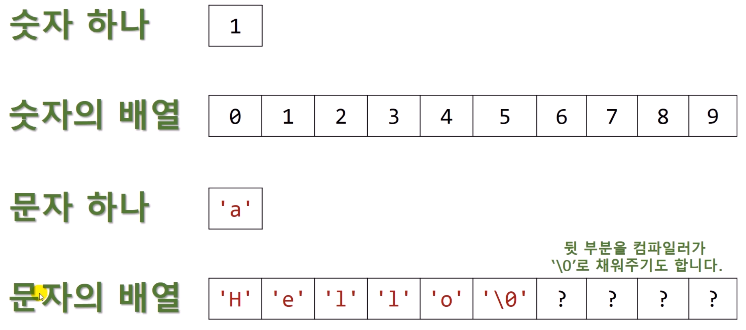 숫자 하나 1
숫자의 배열 0 1 2 3 4 5 6 7 8 9
문자 하나 'a'
뒷 부분을 컴파일러가
'\0'로 채워주기도 합니다.
문자의 배열 'H' 'e' 'l' 'l' 'o' '\0' ? ? ? ?